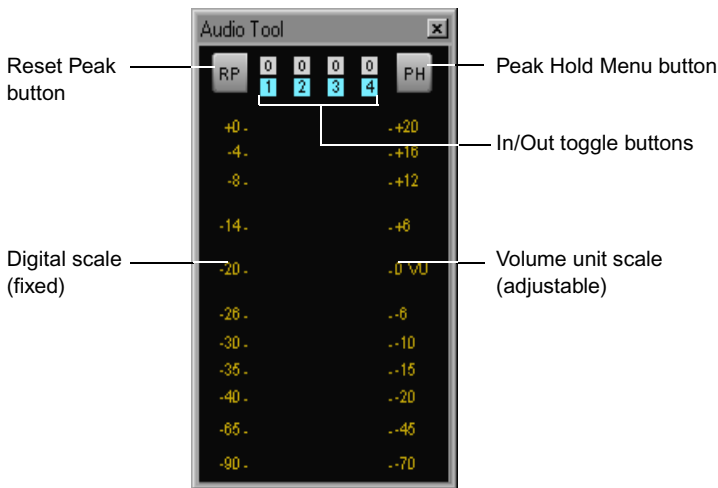 Audio Tool
Reset Peak
button
RP
0 0 0 0
1 2 3 4
PH
Peak Hold Menu button
In/Out toggle buttons
+0 - - +20
-4 - - +16
-8 - - +12
-14 - - +6
Digital scale
(fixed)
-20 - - 0 VU
Volume unit scale
(adjustable)
-26 - - -6
-30 - - -10
-35 - - -15
-40 - - -20
-65 - - -45
-90 - - -70